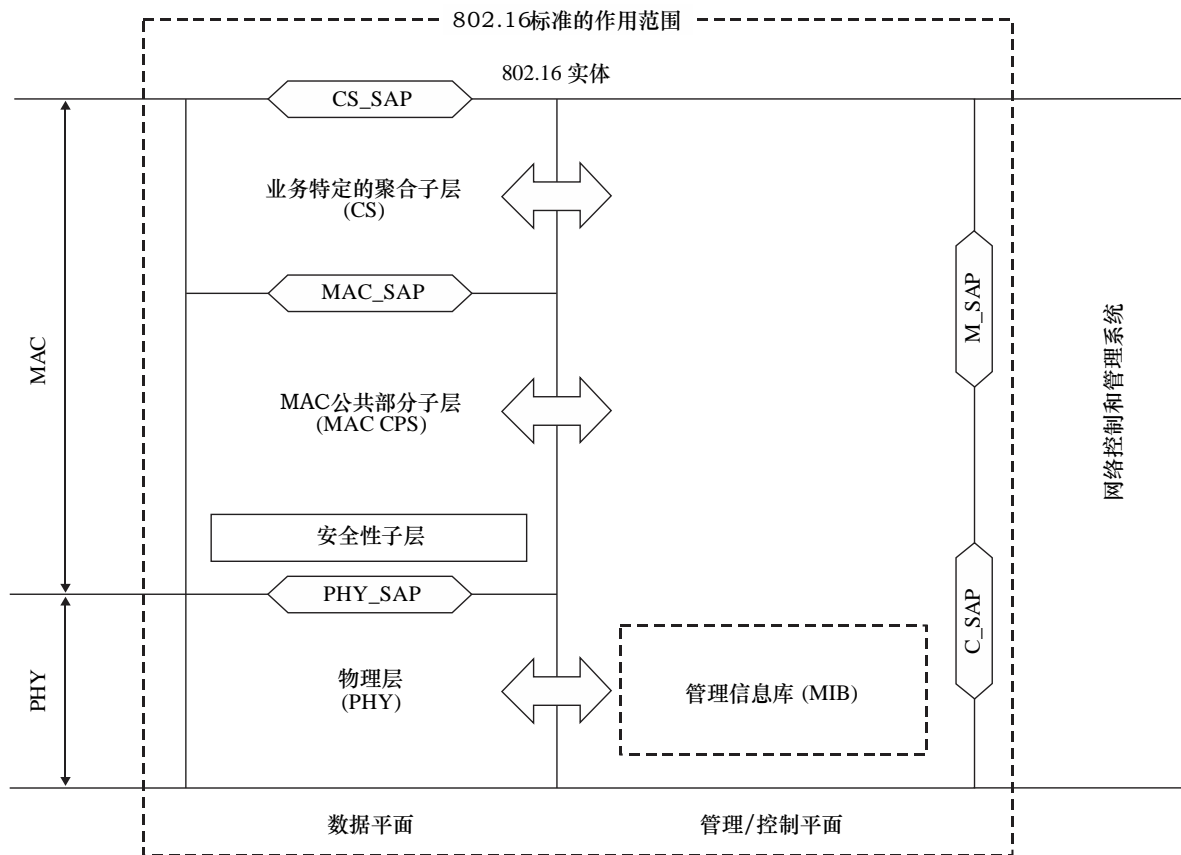 802.16标准的作用范围
802.16 实体
CS_SAP
业务特定的聚合子层
(CS)
MAC_SAP
M_SAP
MAC
网络控制和管理系统
MAC公共部分子层
(MAC CPS)
安全性子层
PHY_SAP
C_SAP
PHY
物理层
(PHY)
管理信息库 (MIB)
数据平面
管理/控制平面